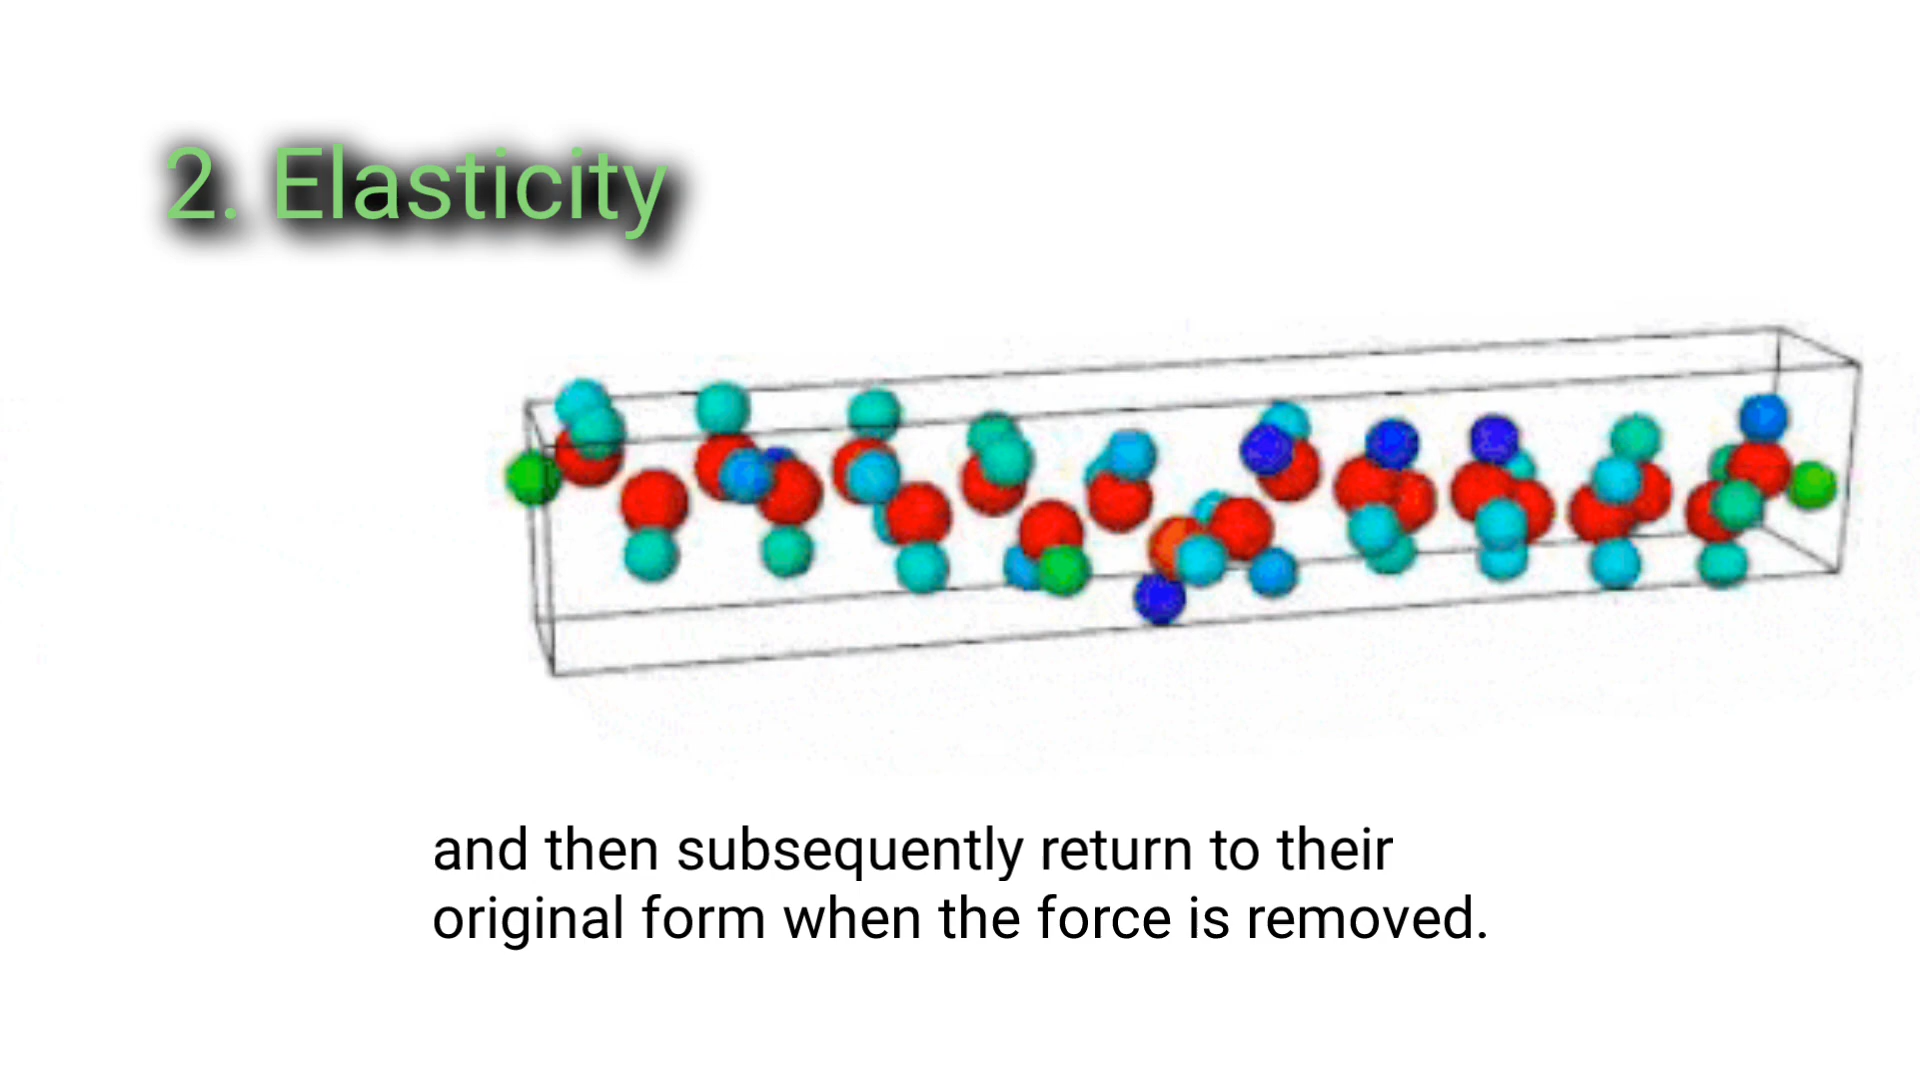 2. Elasticity
and then subsequently return to their
original form when the force is removed.